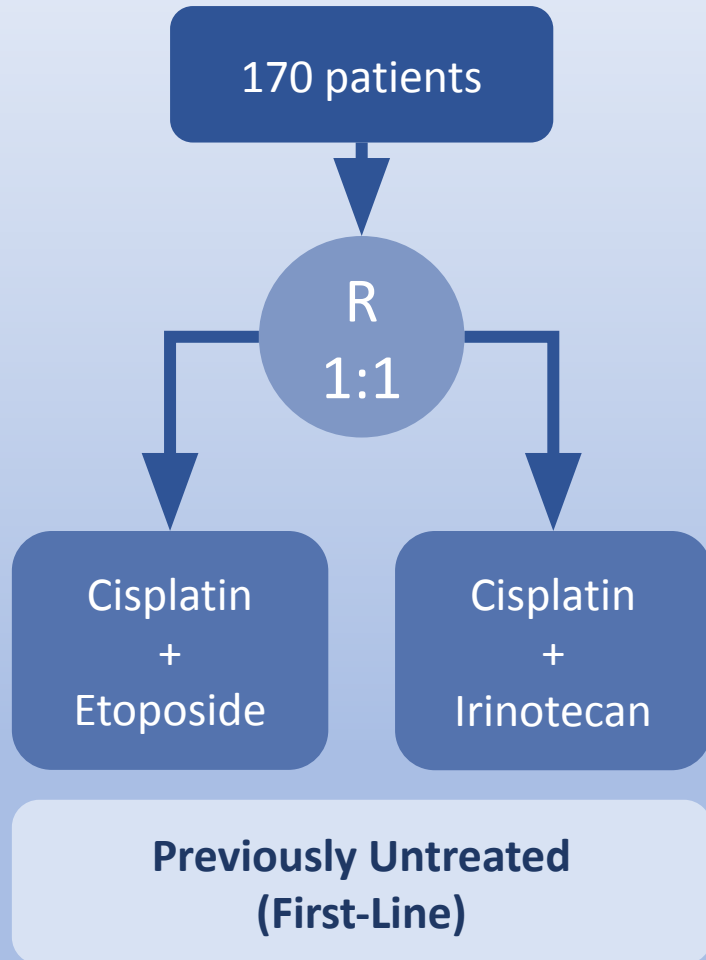 170 patients
R
1:1
Cisplatin
+
Etoposide
Cisplatin
+
Irinotecan
Previously Untreated
(First-Line)